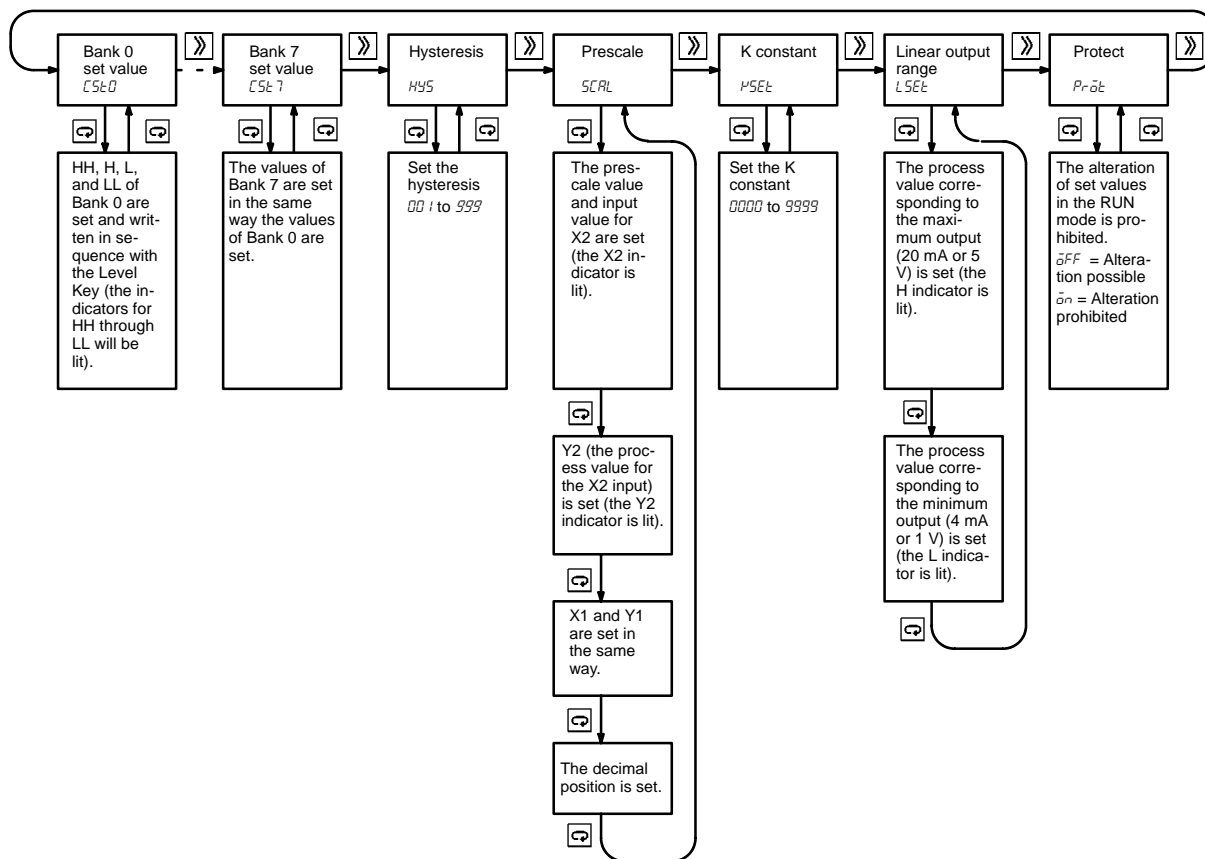 Bank 0
set value
CSt0
Bank 7
set value
CSt7
Hysteresis
HYS
Prescale
SCAL
K constant
KSEt
Linear output
range
LSEt
Protect
Prot
HH, H, L,
and LL of
Bank 0 are
set and writ-
ten in se-
quence with
the Level
Key (the in-
dicators for
HH through
LL will be
lit).
The values of
Bank 7 are set
in the same
way the values
of Bank 0 are
set.
Set the
hysteresis
001 to 999
The pres-
cale value
and input
value for
X2 are set
(the X2 in-
dicator is
lit).
Set the K
constant
0000 to 9999
The process
value corre-
sponding to
the maxi-
mum output
(20 mA or 5
V) is set (the
H indicator is
lit).
The alteration
of set values
in the RUN
mode is pro-
hibited.
oFF = Altera-
tion possible
on = Alteration
prohibited
Y2 (the proc-
ess value for
the X2 input)
is set (the Y2
indicator is lit).
The process
value corre-
sponding to
the minimum
output (4 mA
or 1 V) is set
(the L indica-
tor is lit).
X1 and Y1
are set in
the same
way.
The decimal
position is set.